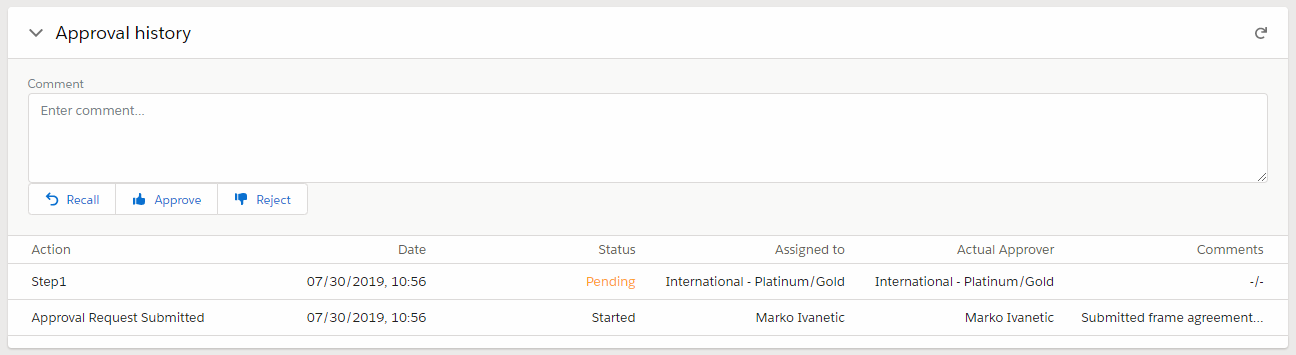 Approval history
Comment
Enter comment...
Recall Approve Reject
Action Date Status Assigned to Actual Approver Comments
Step1 07/30/2019, 10:56 Pending International - Platinum/Gold International - Platinum/Gold -/-
Approval Request Submitted 07/30/2019, 10:56 Started Marko Ivanetic Marko Ivanetic Submitted frame agreement...